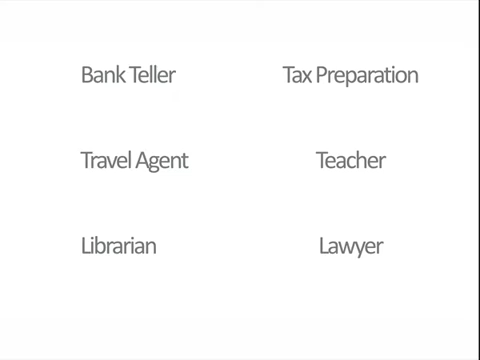 Bank Teller
Tax Preparation
Travel Agent
Teacher
Librarian
Lawyer